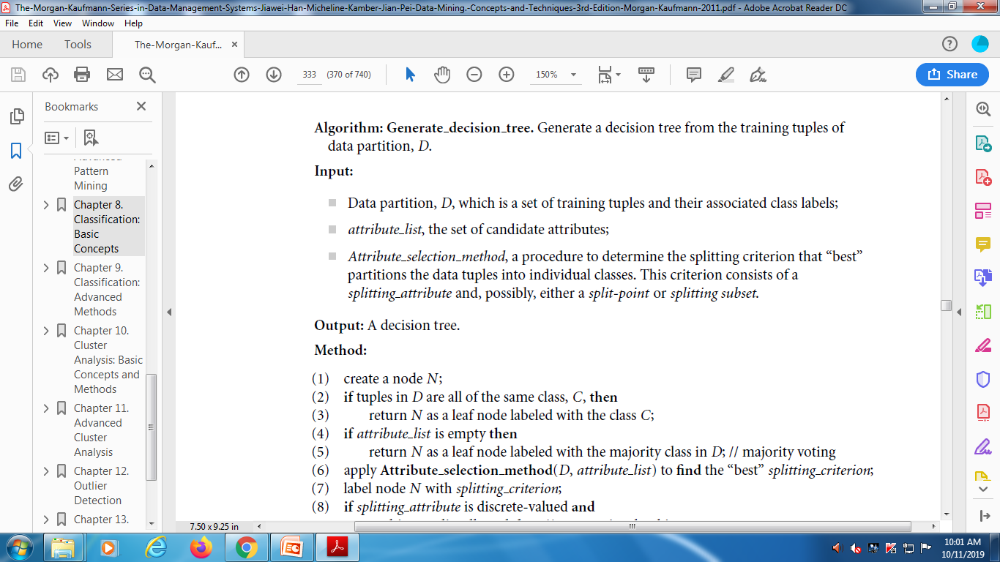 The-Morgan-Kaufmann-Series-in-Data-Management-Systems-Jiawei-Han-Micheline-Kamber-Jian-Pei-Data-Mining.-Concepts-and-Techniques-3rd-Edition-Morgan-Kaufmann-2011.pdf - Adobe Acrobat Reader DC
File Edit View Window Help
Home Tools The-Morgan-Kauf... ×
333 (370 of 740) 150% Share
Bookmarks
Pattern
Mining
Chapter 8.
Classification:
Basic
Concepts
Chapter 9.
Classification:
Advanced
Methods
Chapter 10.
Cluster
Analysis: Basic
Concepts and
Methods
Chapter 11.
Advanced
Cluster
Analysis
Chapter 12.
Outlier
Detection
Chapter 13.
Algorithm: Generate_decision_tree. Generate a decision tree from the training tuples of
data partition, D.
Input:
Data partition, D, which is a set of training tuples and their associated class labels;
attribute_list, the set of candidate attributes;
Attribute_selection_method, a procedure to determine the splitting criterion that “best”
partitions the data tuples into individual classes. This criterion consists of a
splitting_attribute and, possibly, either a split-point or splitting subset.
Output: A decision tree.
Method:
(1) create a node N;
(2) if tuples in D are all of the same class, C, then
(3) return N as a leaf node labeled with the class C;
(4) if attribute_list is empty then
(5) return N as a leaf node labeled with the majority class in D; // majority voting
(6) apply Attribute_selection_method(D, attribute_list) to find the “best” splitting_criterion;
(7) label node N with splitting_criterion;
(8) if splitting_attribute is discrete-valued and
7.50 x 9.25 in
10:01 AM
10/11/2019